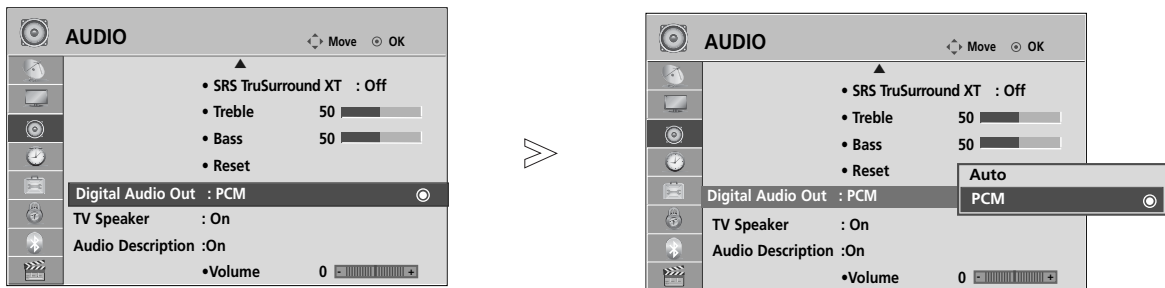 AUDIO
Move OK
• SRS TruSurround XT : Off
• Treble 50
• Bass 50
• Reset
Digital Audio Out : PCM
TV Speaker : On
Audio Description :On
•Volume 0 - +
AUDIO
Move OK
• SRS TruSurround XT : Off
• Treble 50
• Bass 50
• Reset
Auto
Digital Audio Out : PCM
PCM
TV Speaker : On
Audio Description :On
•Volume 0 - +